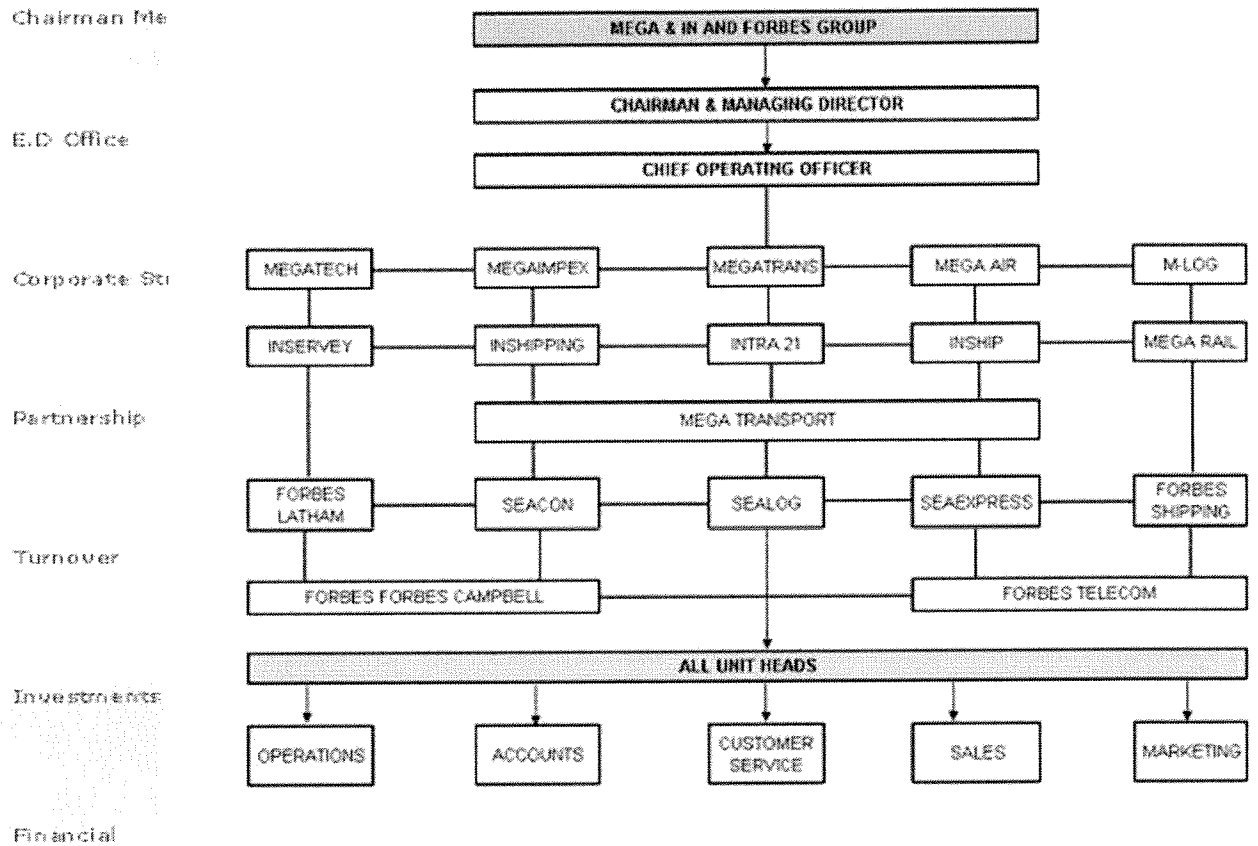 Chairman Me
MEGA & IN AND FORBES GROUP
CHAIRMAN & MANAGING DIRECTOR
E.D Office
CHIEF OPERATING OFFICER
MEGATECH
MEGAIMPEX
MEGATRANS
MEGA AIR
M-LOG
Corporate Str
INSERVEY
INSHIPPING
INTRA 21
INSHIP
MEGA RAIL
Partnership
MEGA TRANSPORT
FORBES
LATHAM
SEACON
SEALOG
SEAEXPRESS
FORBES
SHIPPING
Turnover
FORBES FORBES CAMPBELL
FORBES TELECOM
ALL UNIT HEADS
Investments
OPERATIONS
ACCOUNTS
CUSTOMER
SERVICE
SALES
MARKETING
Financial